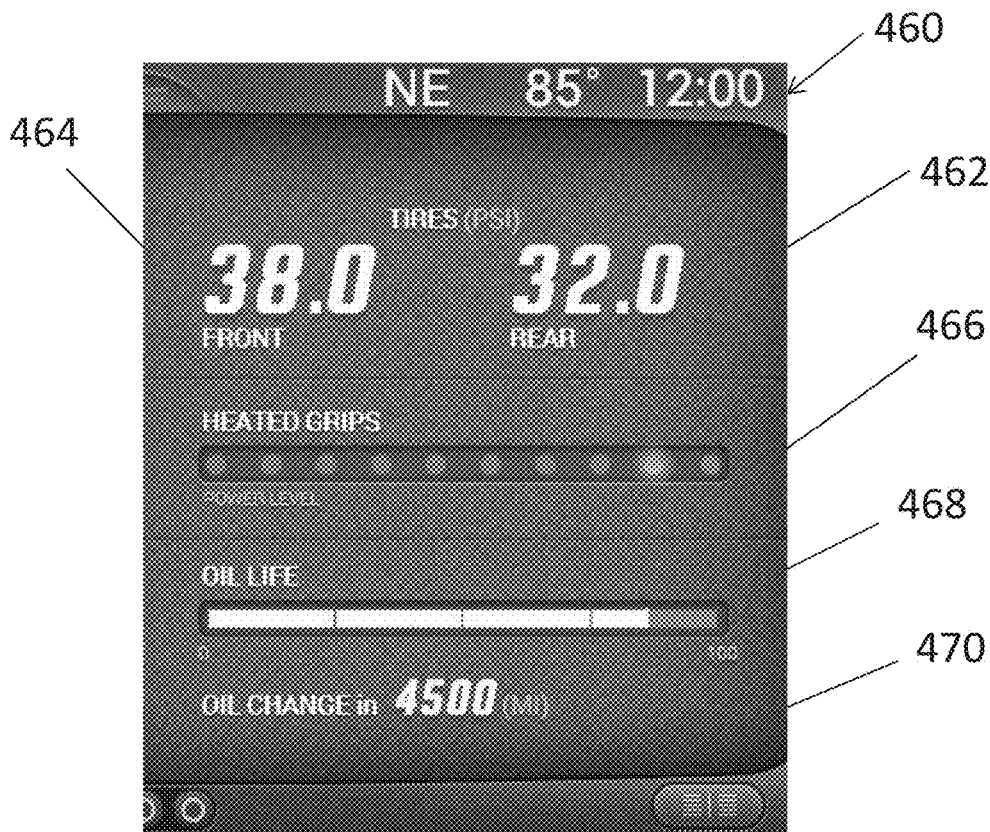 460
NE 85° 12:00
464
462
TIRES (PSI)
38.0 32.0
FRONT REAR
466
HEATED GRIPS
POWER LEVEL
468
OIL LIFE
0 100
470
OIL CHANGE in 4500 (MI)